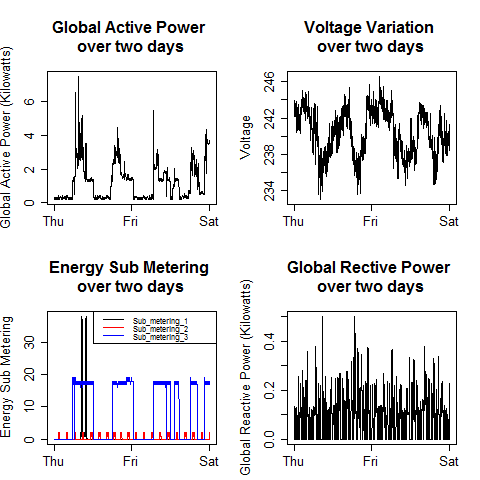 Global Active Power
over two days
Global Active Power (Kilowatts)
6
4
2
0
Thu
Fri
Sat
Voltage Variation
over two days
Voltage
246
242
238
234
Thu
Fri
Sat
Energy Sub Metering
over two days
Energy Sub Metering
30
20
10
0
Sub_metering_1
Sub_metering_2
Sub_metering_3
Thu
Fri
Sat
Global Rective Power
over two days
Global Reactive Power (Kilowatts)
0.4
0.2
0.0
Thu
Fri
Sat